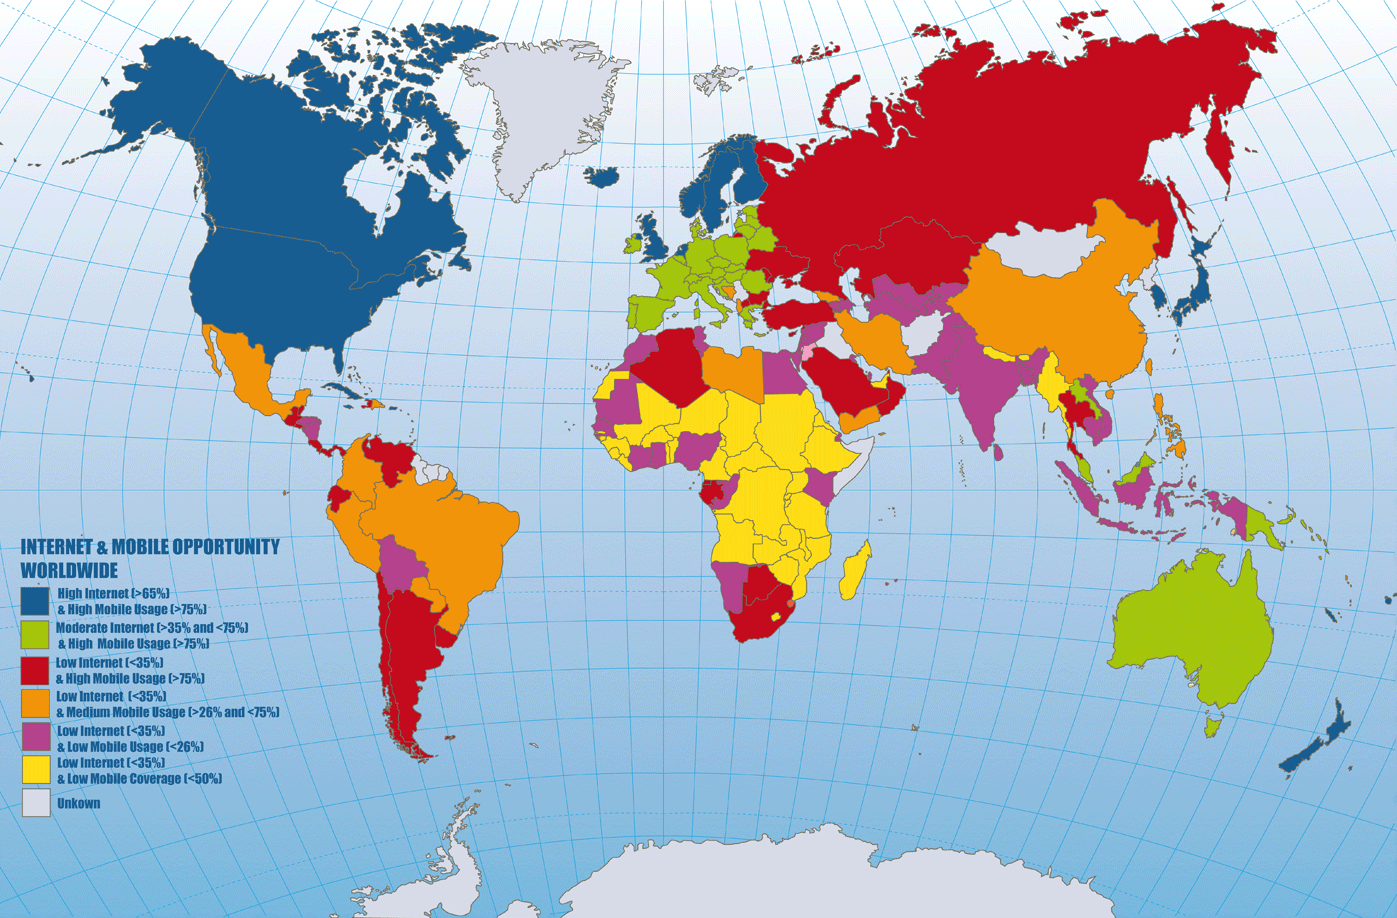 INTERNET & MOBILE OPPORTUNITY
WORLDWIDE
High Internet (>65%)
& High Mobile Usage (>75%)
Moderate Internet (>35% and <75%)
& High Mobile Usage (>75%)
Low Internet (<35%)
& High Mobile Usage (>75%)
Low Internet (<35%)
& Medium Mobile Usage (>26% and <75%)
Low Internet (<35%)
& Low Mobile Usage (<26%)
Low Internet (<35%)
& Low Mobile Coverage (<50%)
Unkown